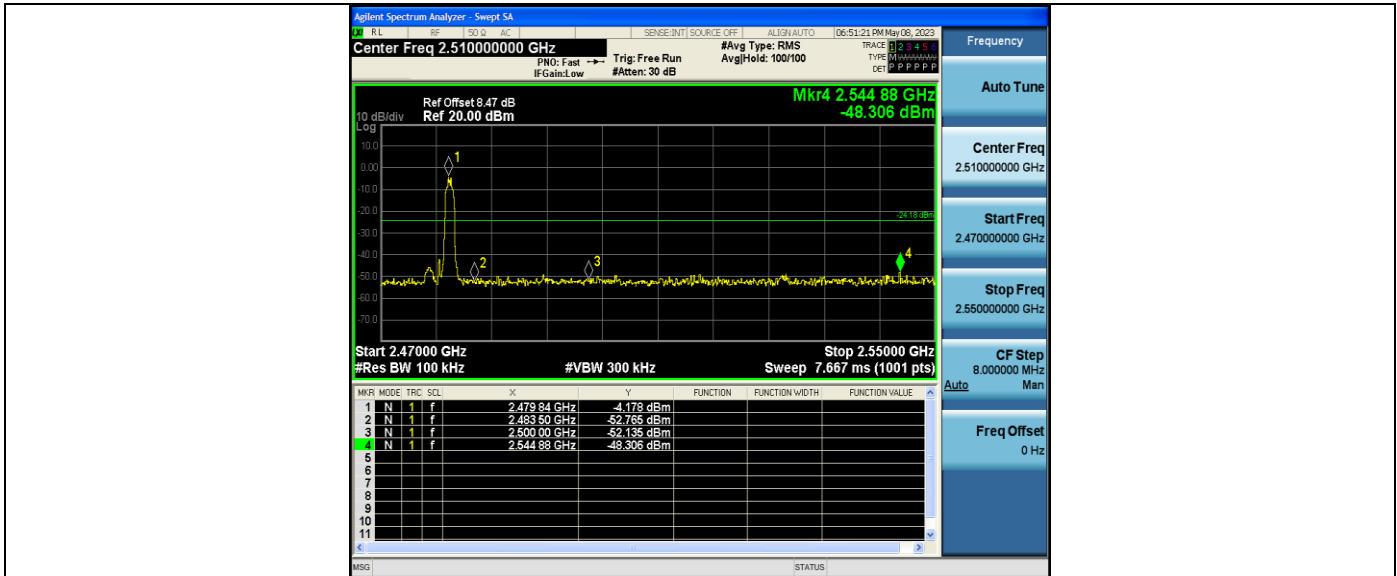 Agilent Spectrum Analyzer - Swept SA
RL RF 50 Ω AC SENSE:INT SOURCE OFF ALIGN AUTO 06:51:21 PM May 08, 2023
Center Freq 2.510000000 GHz
PNO: Fast
IFGain:Low
Trig: Free Run
#Atten: 30 dB
#Avg Type: RMS
Avg|Hold: 100/100
TRACE 1 2 3 4 5 6
TYPE M
DET P P P P P P
Mkr4 2.544 88 GHz
-48.306 dBm
Ref Offset 8.47 dB
10 dB/div Ref 20.00 dBm
Log
10.0
0.00
-10.0
-20.0
-30.0
-40.0
-50.0
-60.0
-70.0
1
2
3
4
-24.18 dBm
Start 2.47000 GHz Stop 2.55000 GHz
#Res BW 100 kHz #VBW 300 kHz Sweep 7.667 ms (1001 pts)
MKR MODE TRC SCL X Y FUNCTION FUNCTION WIDTH FUNCTION VALUE
1 N 1 f 2.479 84 GHz -4.178 dBm
2 N 1 f 2.483 50 GHz -52.765 dBm
3 N 1 f 2.500 00 GHz -52.135 dBm
4 N 1 f 2.544 88 GHz -48.306 dBm
5
6
7
8
9
10
11
MSG STATUS
Frequency
Auto Tune
Center Freq
2.510000000 GHz
Start Freq
2.470000000 GHz
Stop Freq
2.550000000 GHz
CF Step
8.000000 MHz
Auto Man
Freq Offset
0 Hz